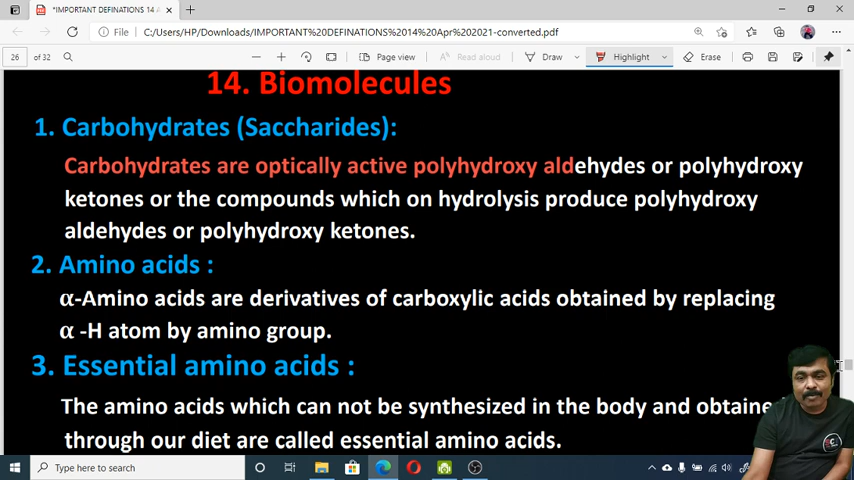 *IMPORTANT DEFINATIONS 14 A
File
C:/Users/HP/Downloads/IMPORTANT%20DEFINATIONS%2014%20Apr%202021-converted.pdf
26 of 32
Page view
Read aloud
Draw
Highlight
Erase
14. Biomolecules
1. Carbohydrates (Saccharides):
Carbohydrates are optically active polyhydroxy aldehydes or polyhydroxy
ketones or the compounds which on hydrolysis produce polyhydroxy
aldehydes or polyhydroxy ketones.
2. Amino acids :
α-Amino acids are derivatives of carboxylic acids obtained by replacing
α -H atom by amino group.
3. Essential amino acids :
The amino acids which can not be synthesized in the body and obtaine
through our diet are called essential amino acids.
Type here to search